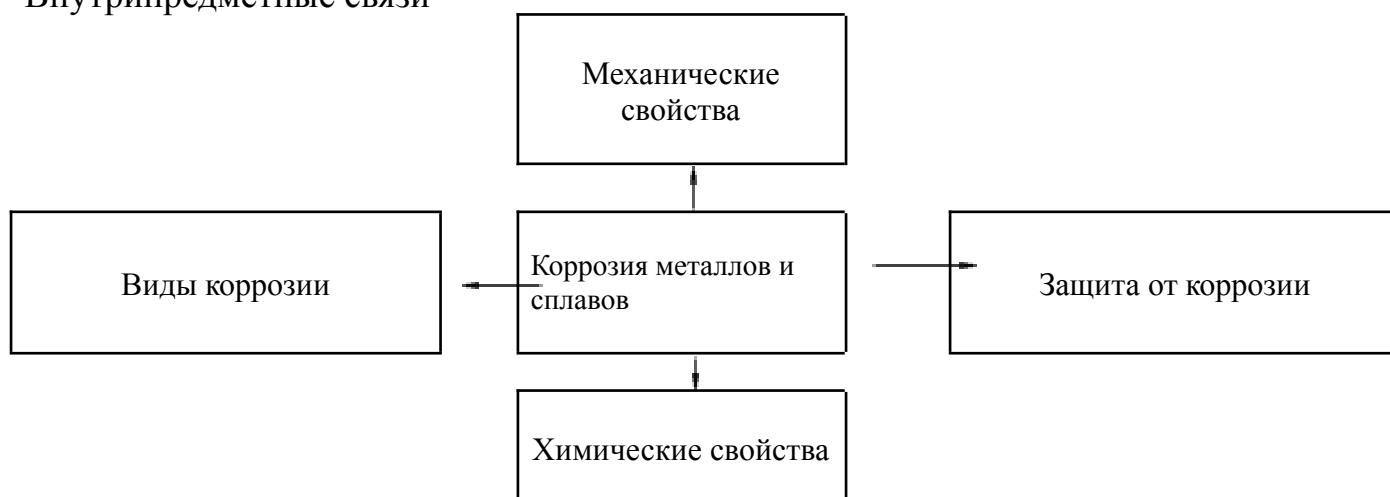 Внутрипредметные связи
Механические
свойства
Виды коррозии
Коррозия металлов и
сплавов
Защита от коррозии
Химические свойства